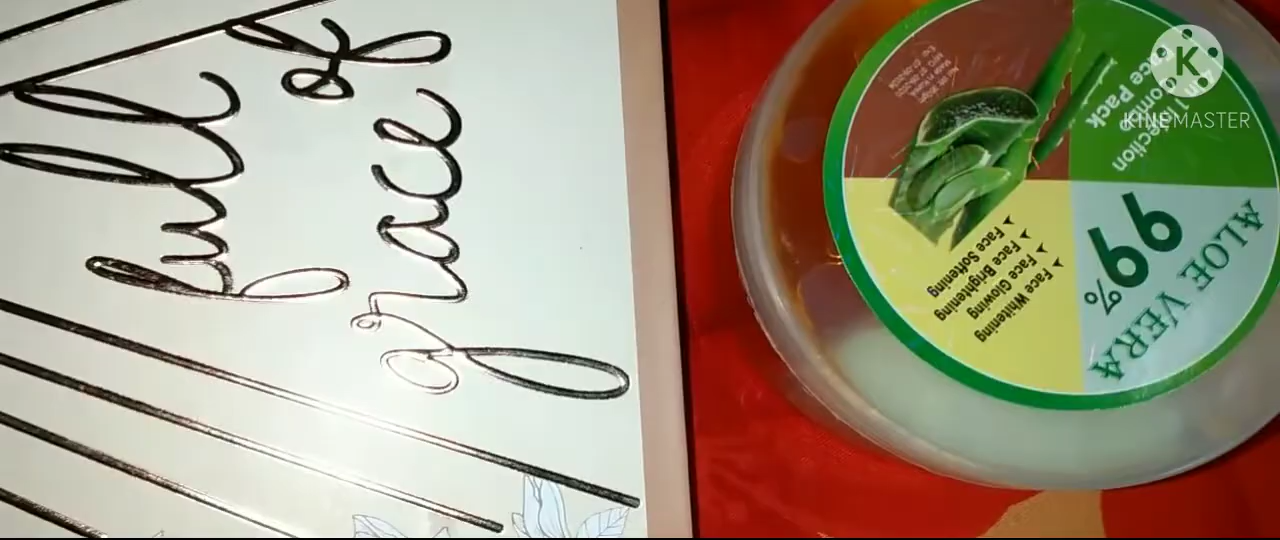 full of
grace
Face Pack
ALOE VERA
99%
➤ Face Whitening
➤ Face Glowing
➤ Face Brightening
➤ Face Softening
K
KINEMASTER